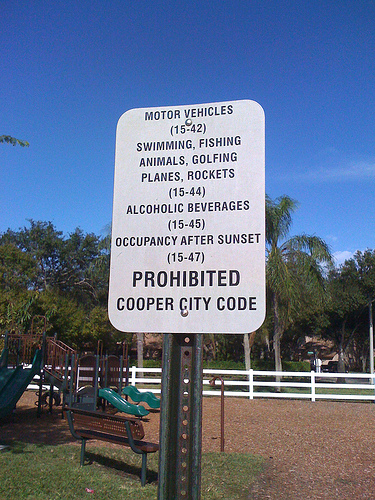 MOTOR VEHICLES
(15-42)
SWIMMING, FISHING
ANIMALS, GOLFING
PLANES, ROCKETS
(15-44)
ALCOHOLIC BEVERAGES
(15-45)
OCCUPANCY AFTER SUNSET
(15-47)
PROHIBITED
COOPER CITY CODE